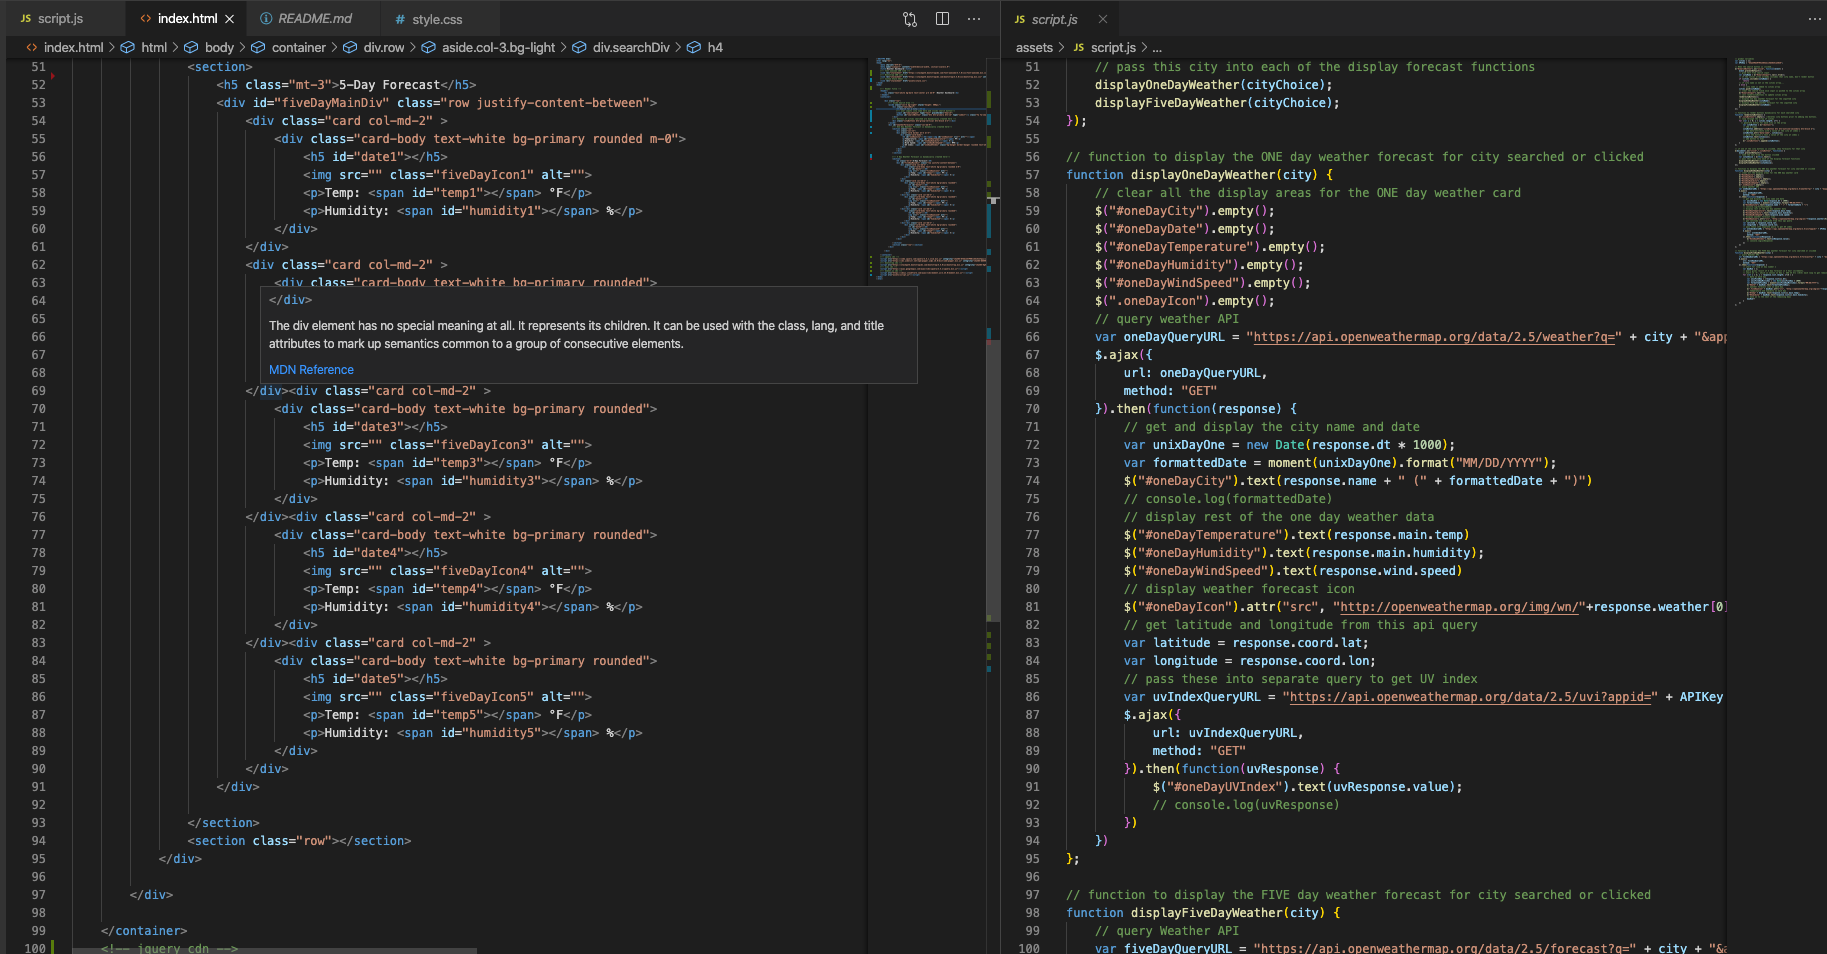 JS script.js
<> index.html ×
README.md
# style.css
<> index.html > html > body > container > div.row > aside.col-3.bg-light > div.searchDiv > h4
51 <section>
52 <h5 class="mt-3">5-Day Forecast</h5>
53 <div id="fiveDayMainDiv" class="row justify-content-between">
54 <div class="card col-md-2" >
55 <div class="card-body text-white bg-primary rounded m-0">
56 <h5 id="date1"></h5>
57 <img src="" class="fiveDayIcon1" alt="">
58 <p>Temp: <span id="temp1"></span> °F</p>
59 <p>Humidity: <span id="humidity1"></span> %</p>
60 </div>
61 </div>
62 <div class="card col-md-2" >
63 <div class="card-body text-white bg-primary rounded">
64
65
66
67
68
</div>
The div element has no special meaning at all. It represents its children. It can be used with the class, lang, and title
attributes to mark up semantics common to a group of consecutive elements.
MDN Reference
69 </div><div class="card col-md-2" >
70 <div class="card-body text-white bg-primary rounded">
71 <h5 id="date3"></h5>
72 <img src="" class="fiveDayIcon3" alt="">
73 <p>Temp: <span id="temp3"></span> °F</p>
74 <p>Humidity: <span id="humidity3"></span> %</p>
75 </div>
76 </div><div class="card col-md-2" >
77 <div class="card-body text-white bg-primary rounded">
78 <h5 id="date4"></h5>
79 <img src="" class="fiveDayIcon4" alt="">
80 <p>Temp: <span id="temp4"></span> °F</p>
81 <p>Humidity: <span id="humidity4"></span> %</p>
82 </div>
83 </div><div class="card col-md-2" >
84 <div class="card-body text-white bg-primary rounded">
85 <h5 id="date5"></h5>
86 <img src="" class="fiveDayIcon5" alt="">
87 <p>Temp: <span id="temp5"></span> °F</p>
88 <p>Humidity: <span id="humidity5"></span> %</p>
89 </div>
90 </div>
91 </div>
92
93 </section>
94 <section class="row"></section>
95 </div>
96
97 </div>
98
99 </container>
100 <!-- jquery cdn -->
JS script.js ×
assets > JS script.js > ...
51 // pass this city into each of the display forecast functions
52 displayOneDayWeather(cityChoice);
53 displayFiveDayWeather(cityChoice);
54 });
55
56 // function to display the ONE day weather forecast for city searched or clicked
57 function displayOneDayWeather(city) {
58 // clear all the display areas for the ONE day weather card
59 $("#oneDayCity").empty();
60 $("#oneDayDate").empty();
61 $("#oneDayTemperature").empty();
62 $("#oneDayHumidity").empty();
63 $("#oneDayWindSpeed").empty();
64 $(".oneDayIcon").empty();
65 // query weather API
66 var oneDayQueryURL = "https://api.openweathermap.org/data/2.5/weather?q=" + city + "&app
67 $.ajax({
68 url: oneDayQueryURL,
69 method: "GET"
70 }).then(function(response) {
71 // get and display the city name and date
72 var unixDayOne = new Date(response.dt * 1000);
73 var formattedDate = moment(unixDayOne).format("MM/DD/YYYY");
74 $("#oneDayCity").text(response.name + " (" + formattedDate + ")")
75 // console.log(formattedDate)
76 // display rest of the one day weather data
77 $("#oneDayTemperature").text(response.main.temp)
78 $("#oneDayHumidity").text(response.main.humidity);
79 $("#oneDayWindSpeed").text(response.wind.speed)
80 // display weather forecast icon
81 $("#oneDayIcon").attr("src", "http://openweathermap.org/img/wn/"+response.weather[0]
82 // get latitude and longitude from this api query
83 var latitude = response.coord.lat;
84 var longitude = response.coord.lon;
85 // pass these into separate query to get UV index
86 var uvIndexQueryURL = "https://api.openweathermap.org/data/2.5/uvi?appid=" + APIKey
87 $.ajax({
88 url: uvIndexQueryURL,
89 method: "GET"
90 }).then(function(uvResponse) {
91 $("#oneDayUVIndex").text(uvResponse.value);
92 // console.log(uvResponse)
93 })
94 })
95 };
96
97 // function to display the FIVE day weather forecast for city searched or clicked
98 function displayFiveDayWeather(city) {
99 // query Weather API
100 var fiveDayQueryURL = "https://api.openweathermap.org/data/2.5/forecast?q=" + city + "&a